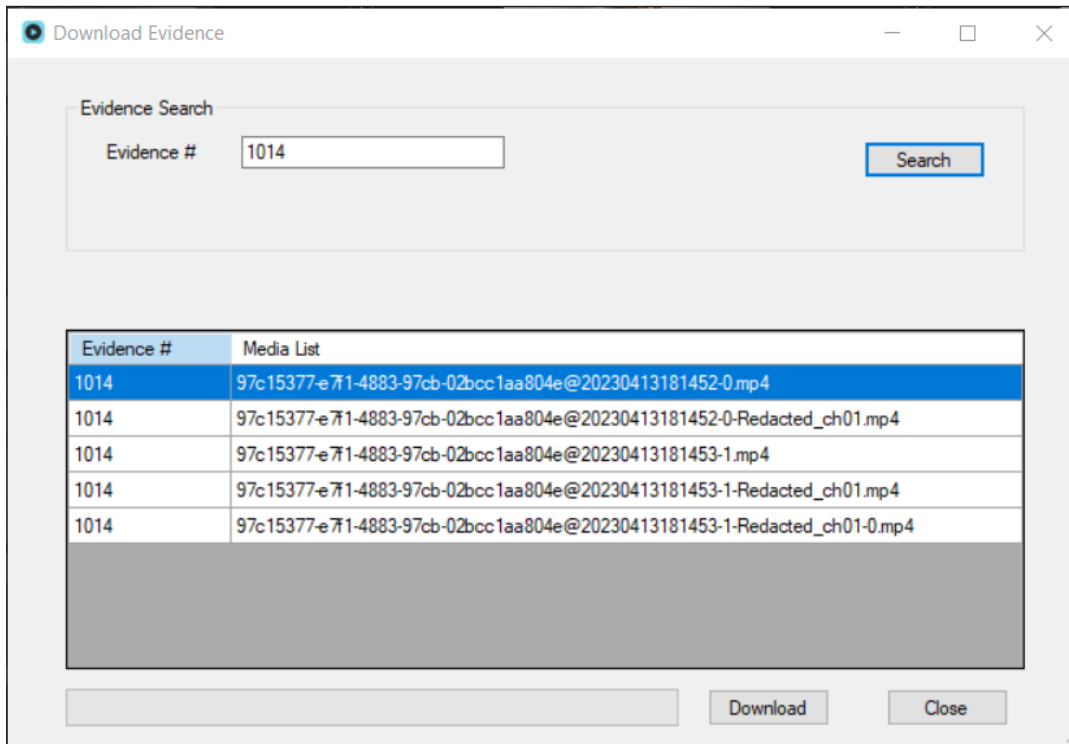 Download Evidence
Evidence Search
Evidence # 1014 Search
Evidence # Media List
1014 97c15377-e7f1-4883-97cb-02bcc1aa804e@20230413181452-0.mp4
1014 97c15377-e7f1-4883-97cb-02bcc1aa804e@20230413181452-0-Redacted_ch01.mp4
1014 97c15377-e7f1-4883-97cb-02bcc1aa804e@20230413181453-1.mp4
1014 97c15377-e7f1-4883-97cb-02bcc1aa804e@20230413181453-1-Redacted_ch01.mp4
1014 97c15377-e7f1-4883-97cb-02bcc1aa804e@20230413181453-1-Redacted_ch01-0.mp4
Download Close